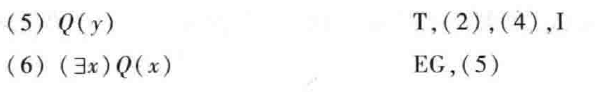 (5) Q(y) T,(2),(4),I
(6) (∃x)Q(x) EG,(5)